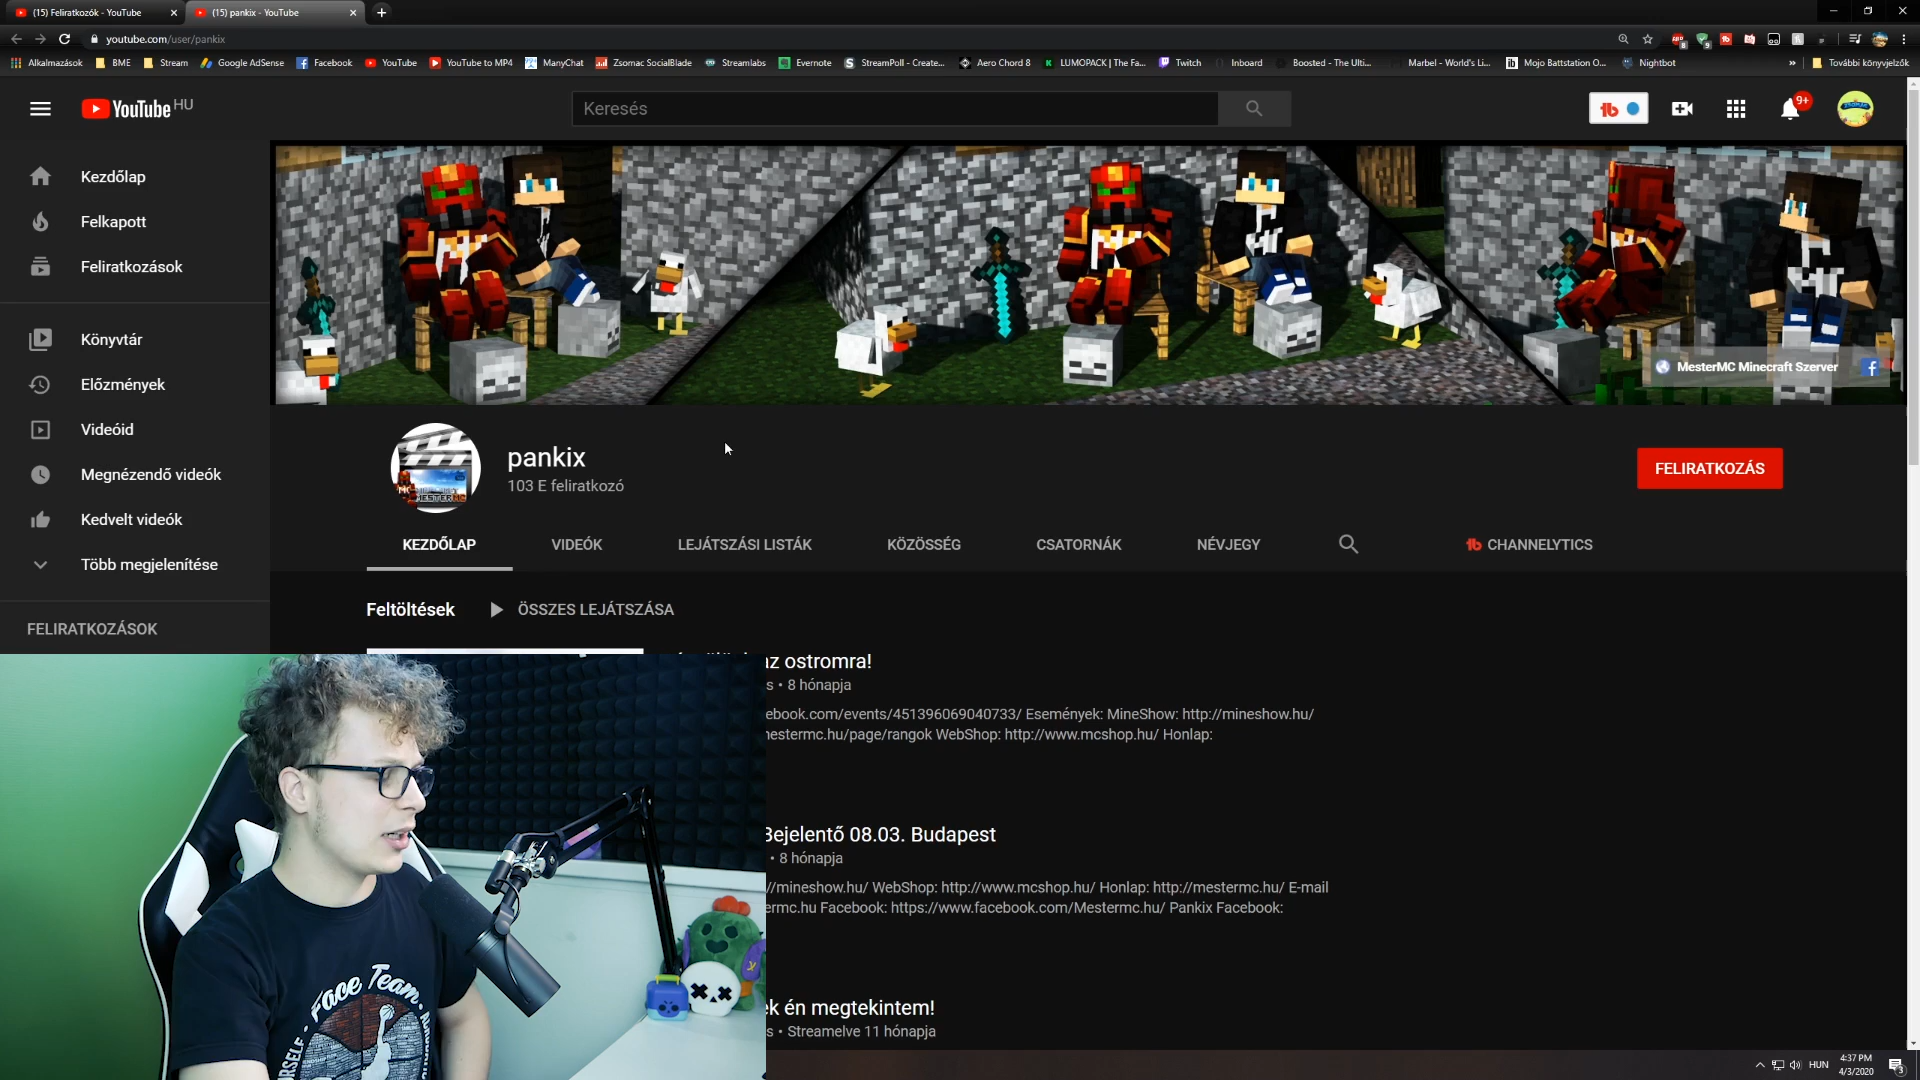 (15) Feliratkozók - YouTube
(15) pankix - YouTube
youtube.com/user/pankix
Alkalmazások BME Stream Google AdSense Facebook YouTube YouTube to MP4 ManyChat Zsomac SocialBlade Streamlabs Evernote StreamPoll - Create... Aero Chord 8 LUMOPACK | The Fa... Twitch Inboard Boosted - The Ulti... Marbel - World's Li... Mojo Battstation O... Nightbot » További könyvjelzők
YouTube HU
Keresés
9+
Kezdőlap
Felkapott
Feliratkozások
Könyvtár
Előzmények
Videóid
Megnézendő videók
Kedvelt videók
Több megjelenítése
FELIRATKOZÁSOK
MesterMC Minecraft Szerver
pankix
103 E feliratkozó
FELIRATKOZÁS
KEZDŐLAP VIDEÓK LEJÁTSZÁSI LISTÁK KÖZÖSSÉG CSATORNÁK NÉVJEGY CHANNELYTICS
Feltöltések ÖSSZES LEJÁTSZÁSA
az ostromra!
s • 8 hónapja
ebook.com/events/451396069040733/ Események: MineShow: http://mineshow.hu/
nestermc.hu/page/rangok WebShop: http://www.mcshop.hu/ Honlap:
Bejelentő 08.03. Budapest
• 8 hónapja
//mineshow.hu/ WebShop: http://www.mcshop.hu/ Honlap: http://mestermc.hu/ E-mail
ermc.hu Facebook: https://www.facebook.com/Mestermc.hu/ Pankix Facebook:
ek én megtekintem!
s • Streamelve 11 hónapja
Face Team
HUN
4:37 PM
4/3/2020
3